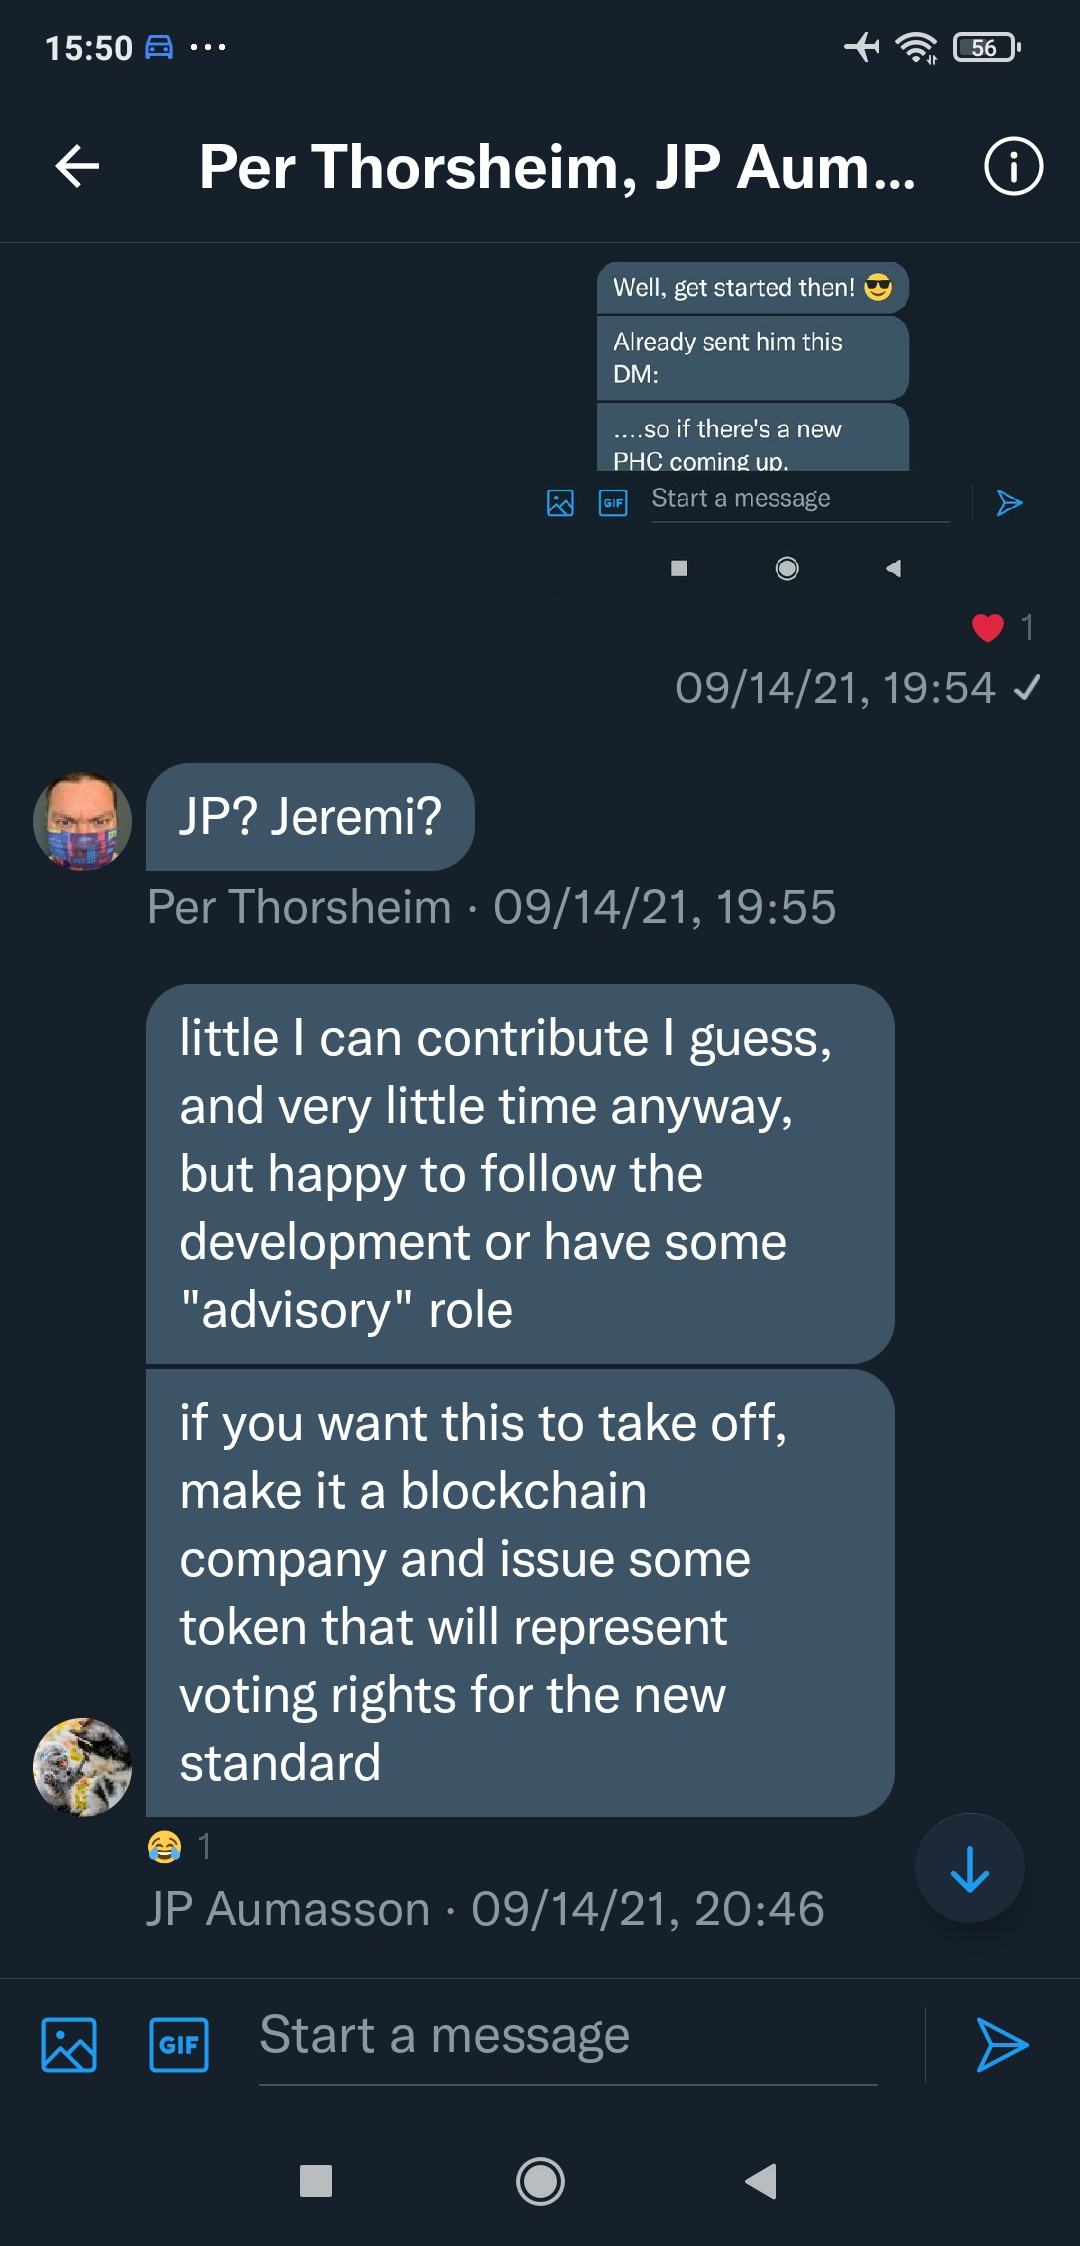 15:50
56
Per Thorsheim, JP Aum...
Well, get started then! 😎
Already sent him this
DM:
....so if there's a new
PHC coming up,
GIF
Start a message
❤️ 1
09/14/21, 19:54 ✓
JP? Jeremi?
Per Thorsheim · 09/14/21, 19:55
little I can contribute I guess,
and very little time anyway,
but happy to follow the
development or have some
"advisory" role
if you want this to take off,
make it a blockchain
company and issue some
token that will represent
voting rights for the new
standard
😂 1
JP Aumasson · 09/14/21, 20:46
GIF
Start a message